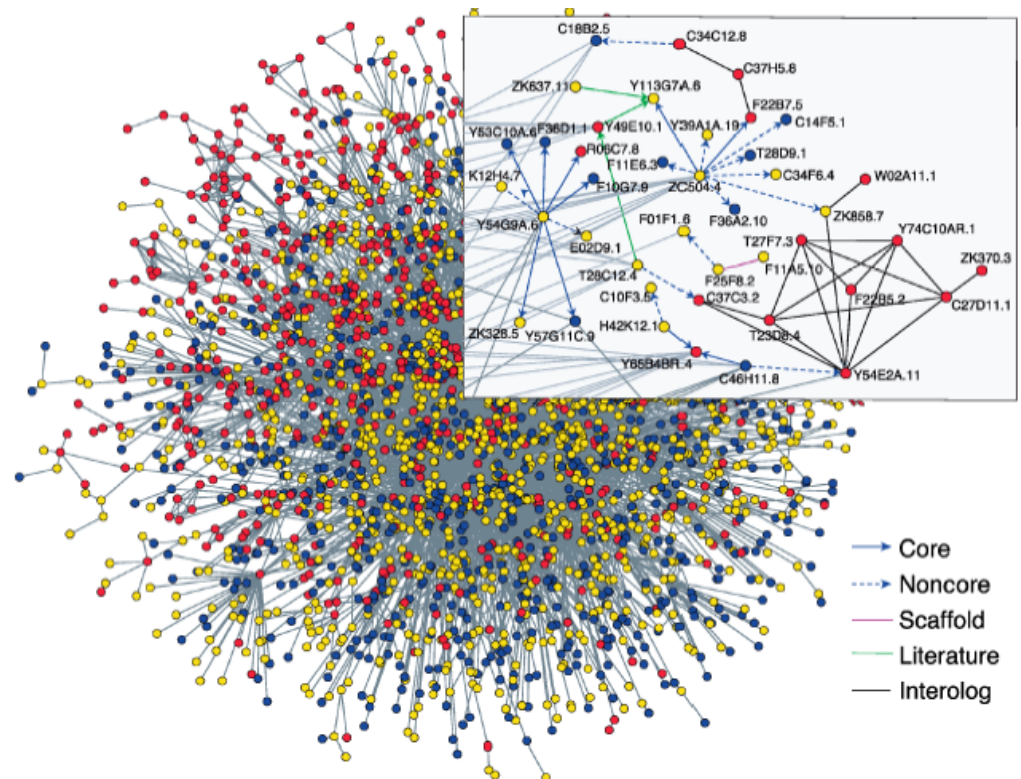 C18B2.5
C34C12.8
C37H5.8
ZK637.11
Y113G7A.6
F22B7.5
C14F5.1
Y53C10A.6
F36D1.1
Y49E10.1
Y39A1A.19
R06C7.8
F11E6.3
T28D9.1
K12H4.7
F10G7.9
ZC504.4
C34F6.4
W02A11.1
Y54G9A.6
F01F1.6
F36A2.10
ZK858.7
E02D9.1
T27F7.3
Y74C10AR.1
T28C12.4
F25F8.2
F11A5.10
ZK370.3
C10F3.5
C37C3.2
F22B5.2
C27D11.1
ZK328.5
Y57G11C.9
H42K12.1
T23D8.4
Y65B4BR.4
C46H11.8
Y54E2A.11
Core
Noncore
Scaffold
Literature
Interolog